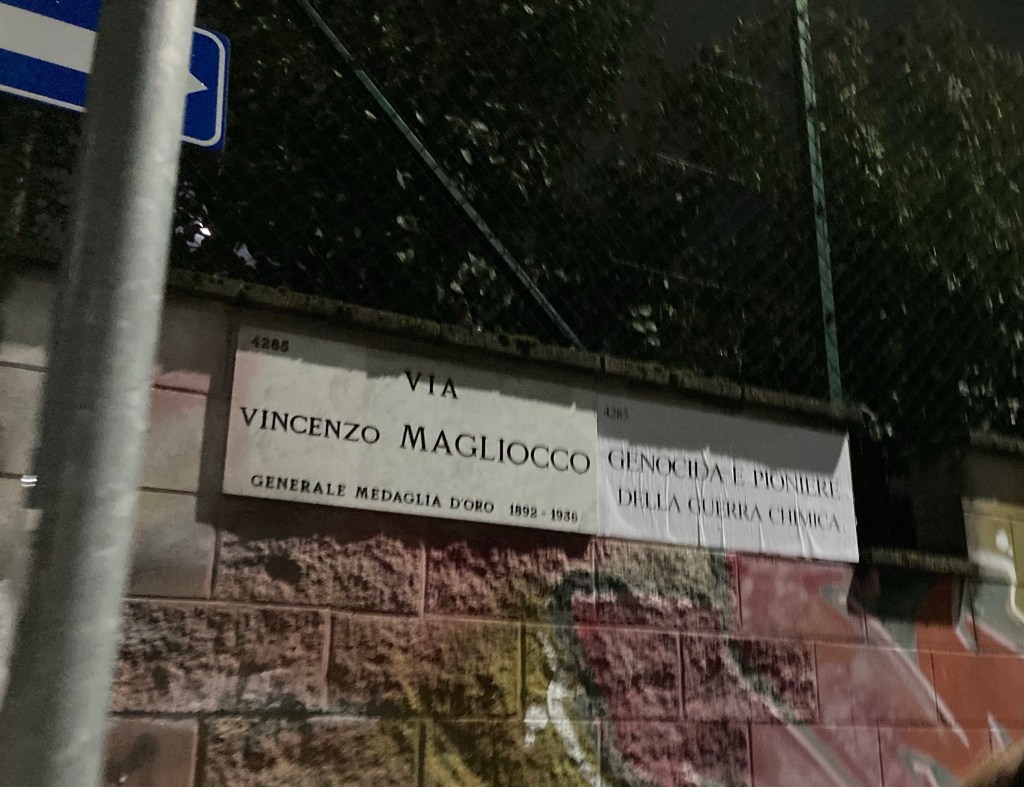 4285
VIA
VINCENZO MAGLIOCCO
GENERALE MEDAGLIA D'ORO 1892 - 1936
4285
GENOCIDA E PIONIERE
DELLA GUERRA CHIMICA